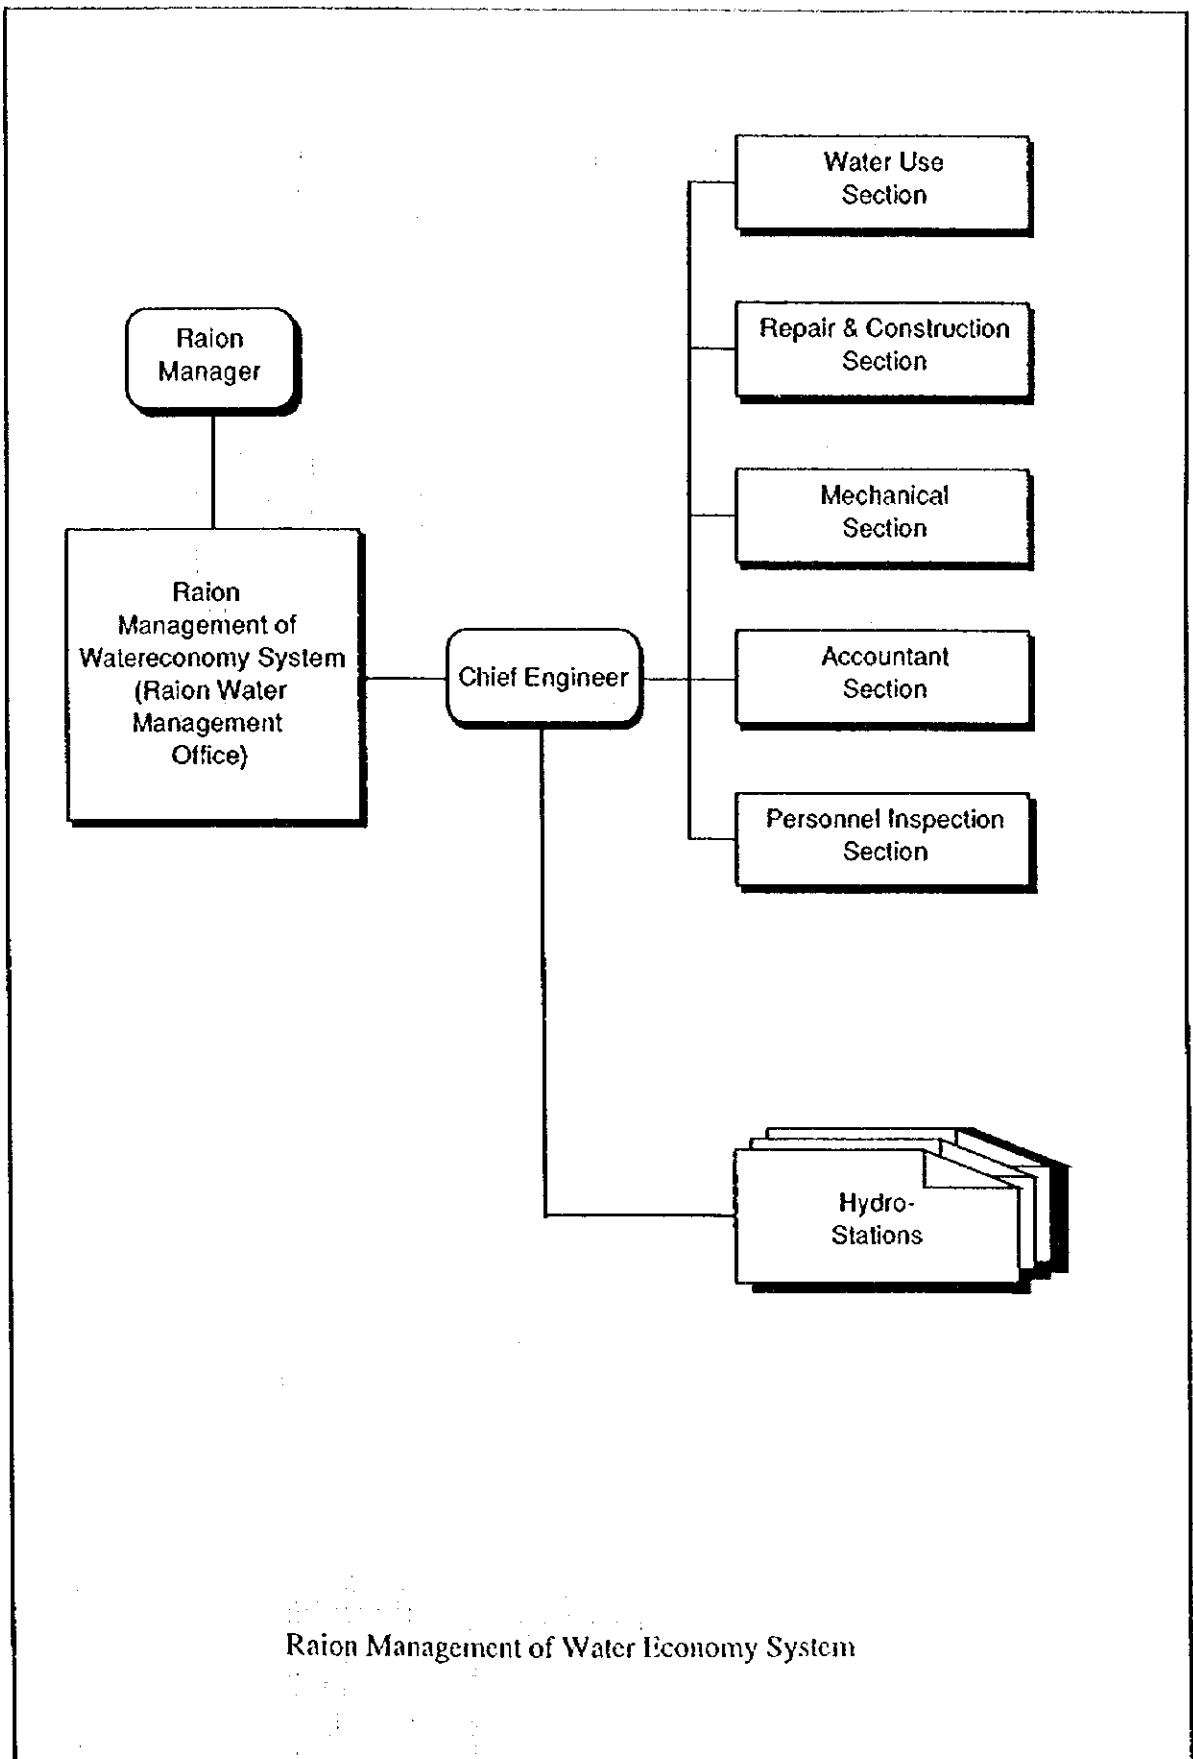 Water Use
Section
Repair & Construction
Section
Raion
Manager
Mechanical
Section
Raion
Management of
Watereconomy System
(Raion Water
Management
Office)
Chief Engineer
Accountant
Section
Personnel Inspection
Section
Hydro-
Stations
Raion Management of Water Economy System